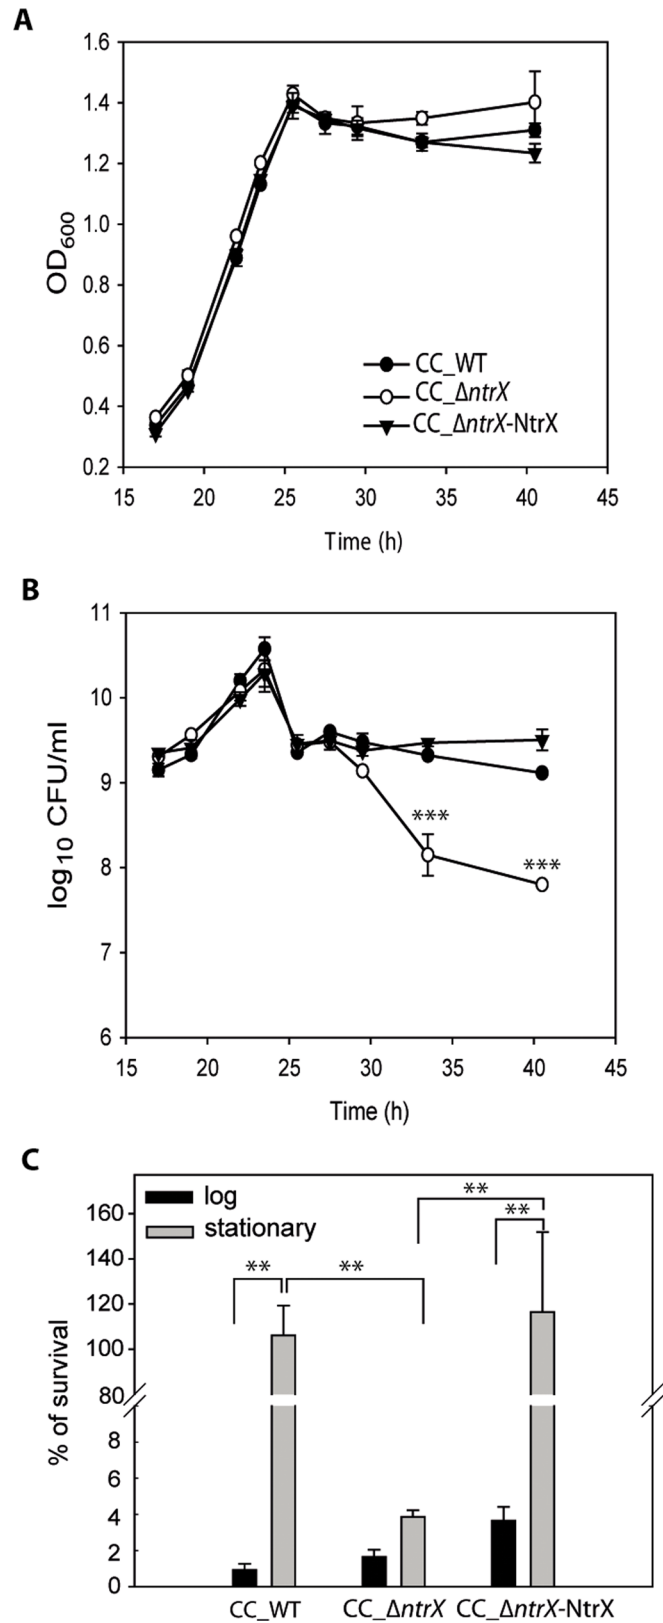 A
1.6
1.4
1.2
1.0
0.8
0.6
0.4
0.2
OD600
CC_WT
CC_ΔntrX
CC_ΔntrX-NtrX
15 20 25 30 35 40 45
Time (h)
B
11
10
9
8
7
6
log10 CFU/ml
***
***
15 20 25 30 35 40 45
Time (h)
C
log
stationary
160
140
120
100
80
8
6
4
2
0
% of survival
**
**
**
**
CC_WT CC_ΔntrX CC_ΔntrX-NtrX